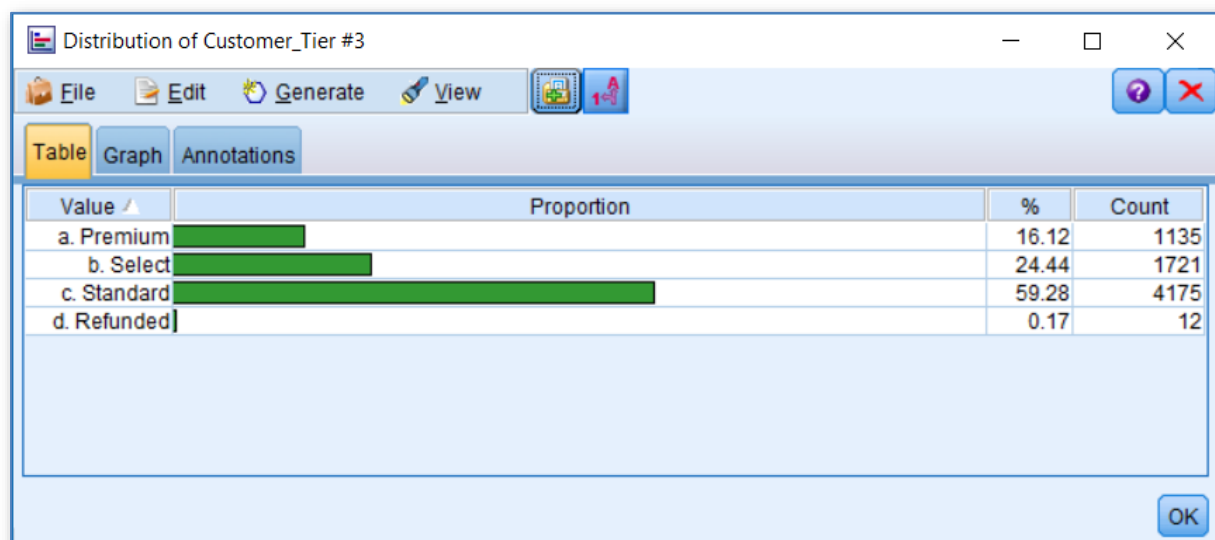 Distribution of Customer_Tier #3
File Edit Generate View
Table Graph Annotations
Value Proportion % Count
a. Premium 16.12 1135
b. Select 24.44 1721
c. Standard 59.28 4175
d. Refunded 0.17 12
OK